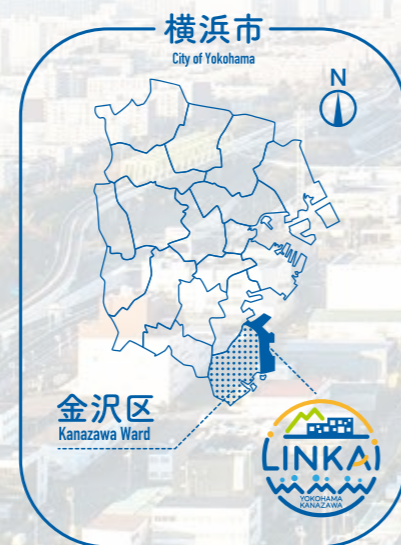 横浜市
City of Yokohama
N
金沢区
Kanazawa Ward
LINKAI
YOKOHAMA
KANAZAWA